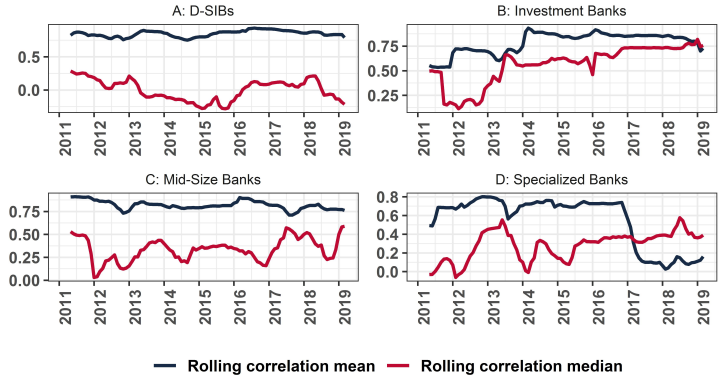 A: D-SIBs
0.5
0.0
2011 2012 2013 2014 2015 2016 2017 2018 2019
B: Investment Banks
0.75
0.50
0.25
2011 2012 2013 2014 2015 2016 2017 2018 2019
C: Mid-Size Banks
0.75
0.50
0.25
0.00
2011 2012 2013 2014 2015 2016 2017 2018 2019
D: Specialized Banks
0.8
0.6
0.4
0.2
0.0
2011 2012 2013 2014 2015 2016 2017 2018 2019
Rolling correlation mean Rolling correlation median